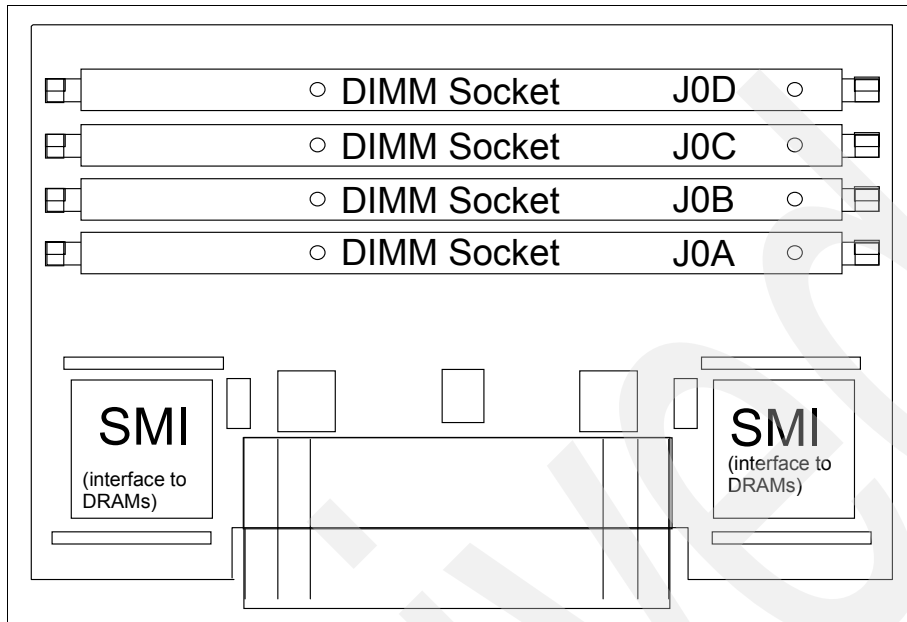 DIMM Socket J0D
DIMM Socket J0C
DIMM Socket J0B
DIMM Socket J0A
SMI
(interface to
DRAMs)
SMI
(interface to
DRAMs)